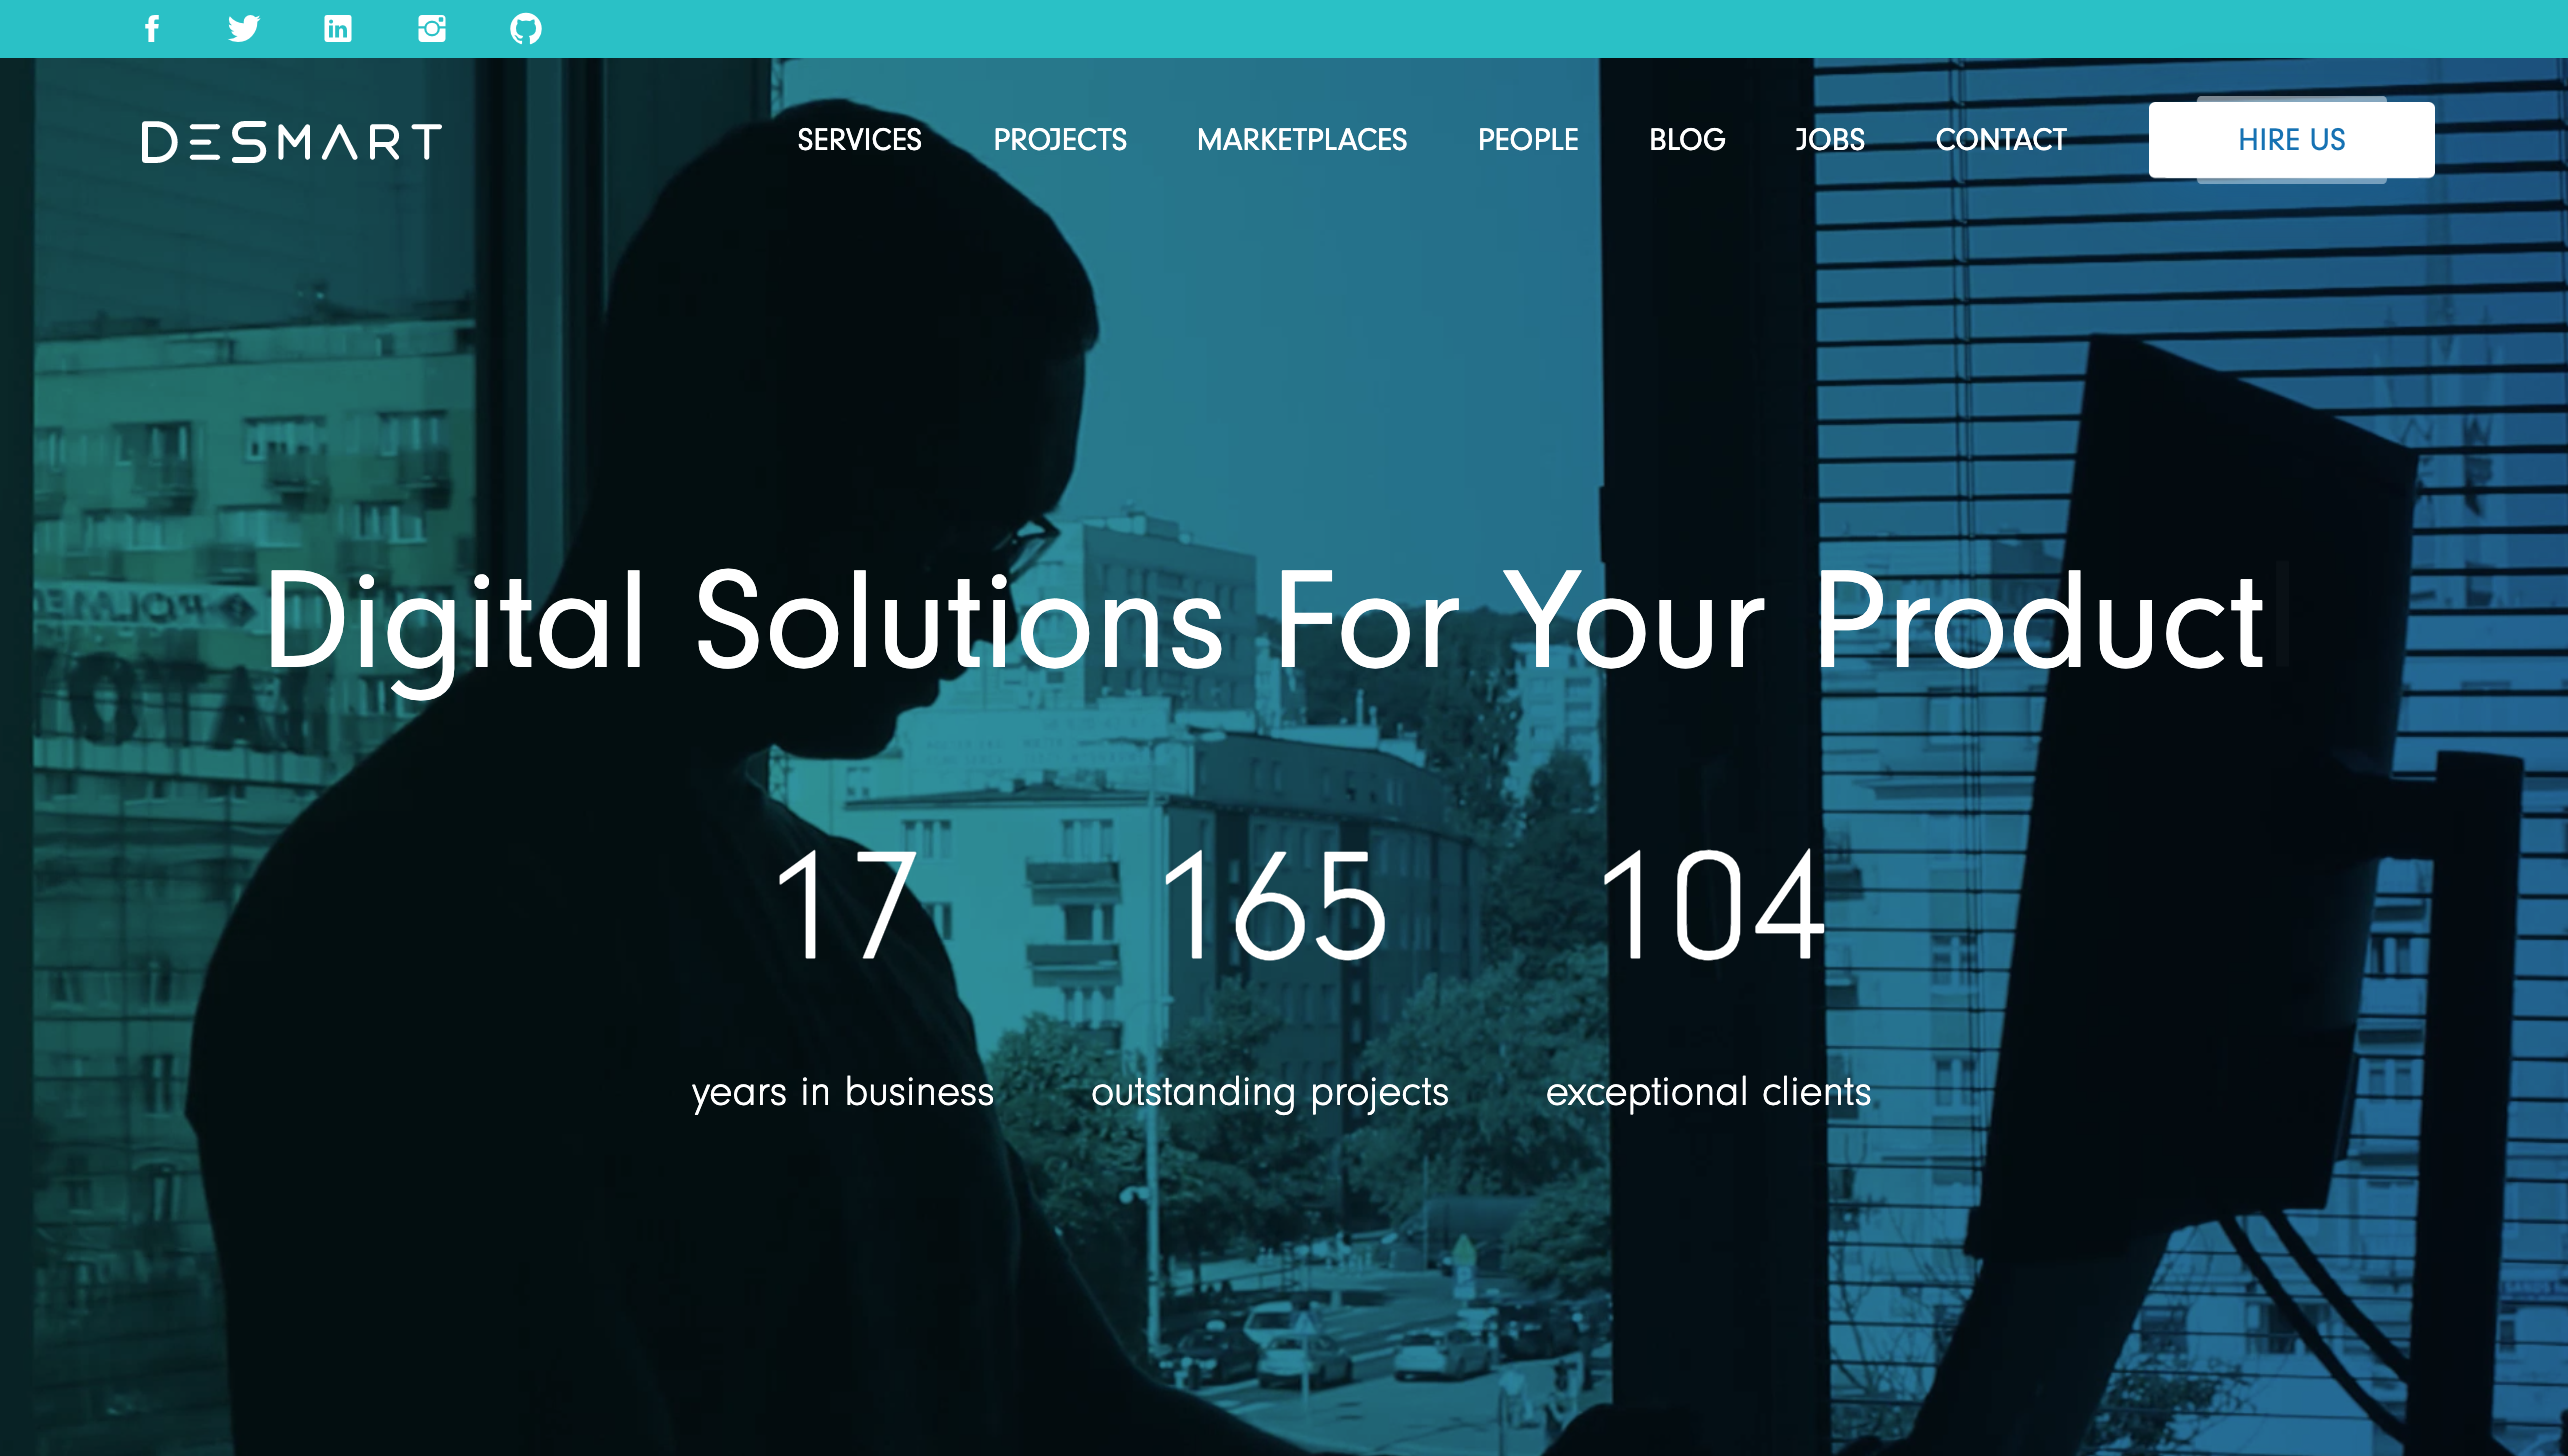 DESMART
SERVICES PROJECTS MARKETPLACES PEOPLE BLOG JOBS CONTACT HIRE US
Digital Solutions For Your Product
17 165 104
years in business outstanding projects exceptional clients